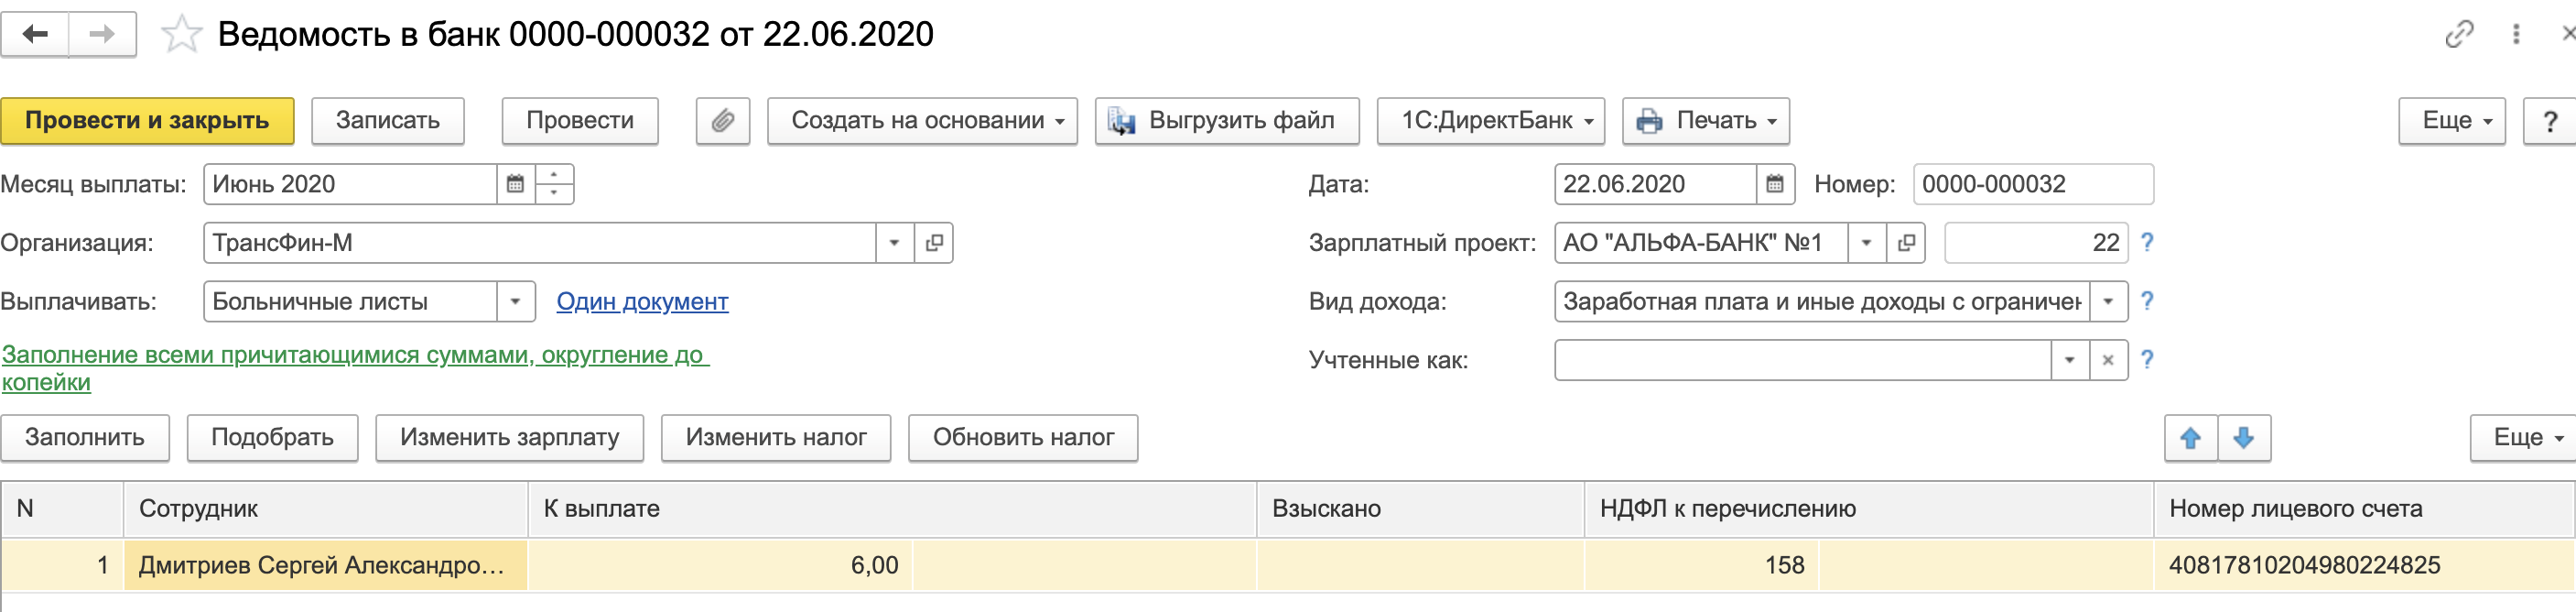 Ведомость в банк 0000-000032 от 22.06.2020
Провести и закрыть Записать Провести Создать на основании Выгрузить файл 1С:ДиректБанк Печать Еще ?
Месяц выплаты: Июнь 2020 Дата: 22.06.2020 Номер: 0000-000032
Организация: ТрансФин-М Зарплатный проект: АО "АЛЬФА-БАНК" №1 22 ?
Выплачивать: Больничные листы Один документ Вид дохода: Заработная плата и иные доходы с ограничен ?
Заполнение всеми причитающимися суммами, округление до
копейки
Учтенные как: ?
Заполнить Подобрать Изменить зарплату Изменить налог Обновить налог Еще
N Сотрудник К выплате Взыскано НДФЛ к перечислению Номер лицевого счета
1 Дмитриев Сергей Александро... 6,00 158 40817810204980224825